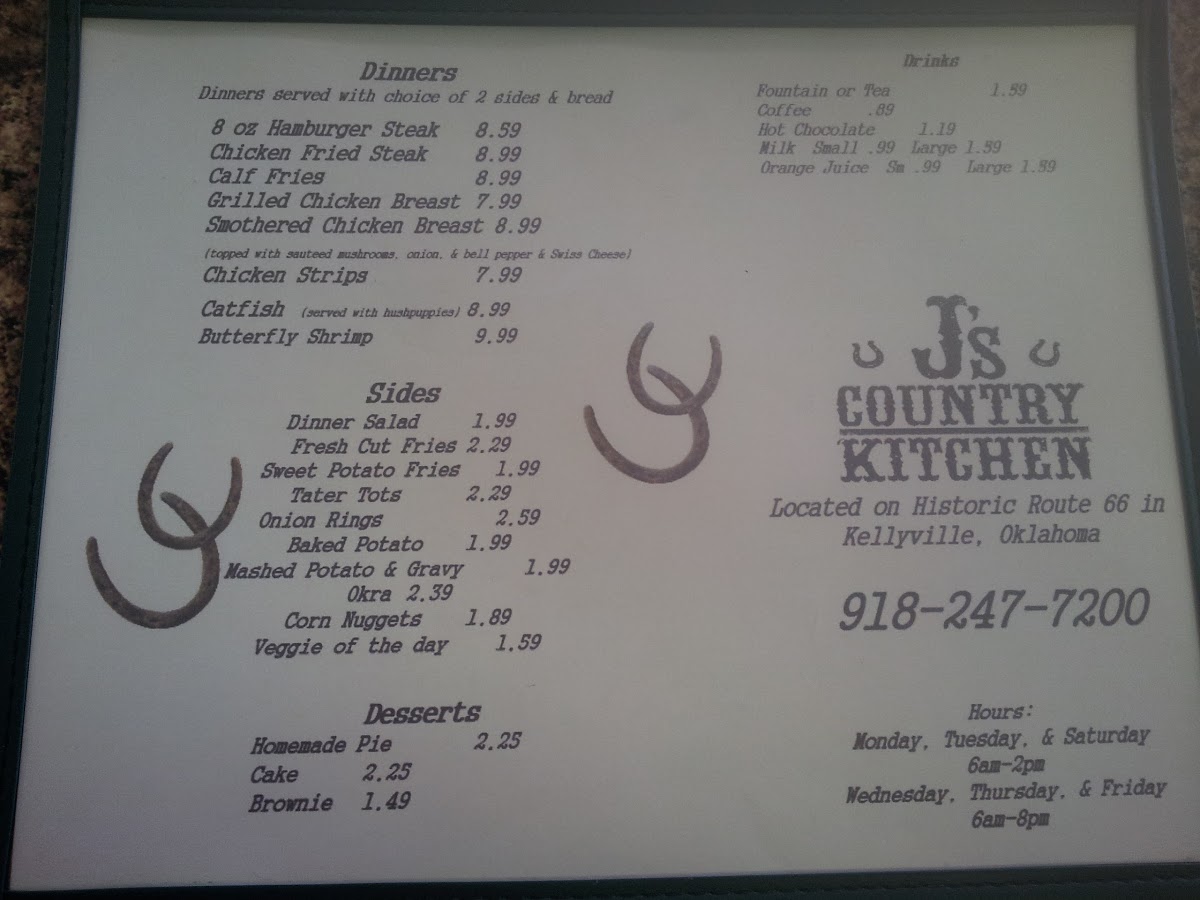 Dinners
Dinners served with choice of 2 sides & bread
8 oz Hamburger Steak 8.59
Chicken Fried Steak 8.99
Calf Fries 8.99
Grilled Chicken Breast 7.99
Smothered Chicken Breast 8.99
(topped with sauteed mushrooms, onion, & bell pepper & Swiss Cheese)
Chicken Strips 7.99
Catfish (served with hushpuppies) 8.99
Butterfly Shrimp 9.99
Sides
Dinner Salad 1.99
Fresh Cut Fries 2.29
Sweet Potato Fries 1.99
Tater Tots 2.29
Onion Rings 2.59
Baked Potato 1.99
Mashed Potato & Gravy 1.99
Okra 2.39
Corn Nuggets 1.89
Veggie of the day 1.59
Desserts
Homemade Pie 2.25
Cake 2.25
Brownie 1.49
Drinks
Fountain or Tea 1.59
Coffee .89
Hot Chocolate 1.19
Milk Small .99 Large 1.59
Orange Juice Sm .99 Large 1.59
J's
COUNTRY
KITCHEN
Located on Historic Route 66 in
Kellyville, Oklahoma
918-247-7200
Hours:
Monday, Tuesday, & Saturday
6am-2pm
Wednesday, Thursday, & Friday
6am-8pm